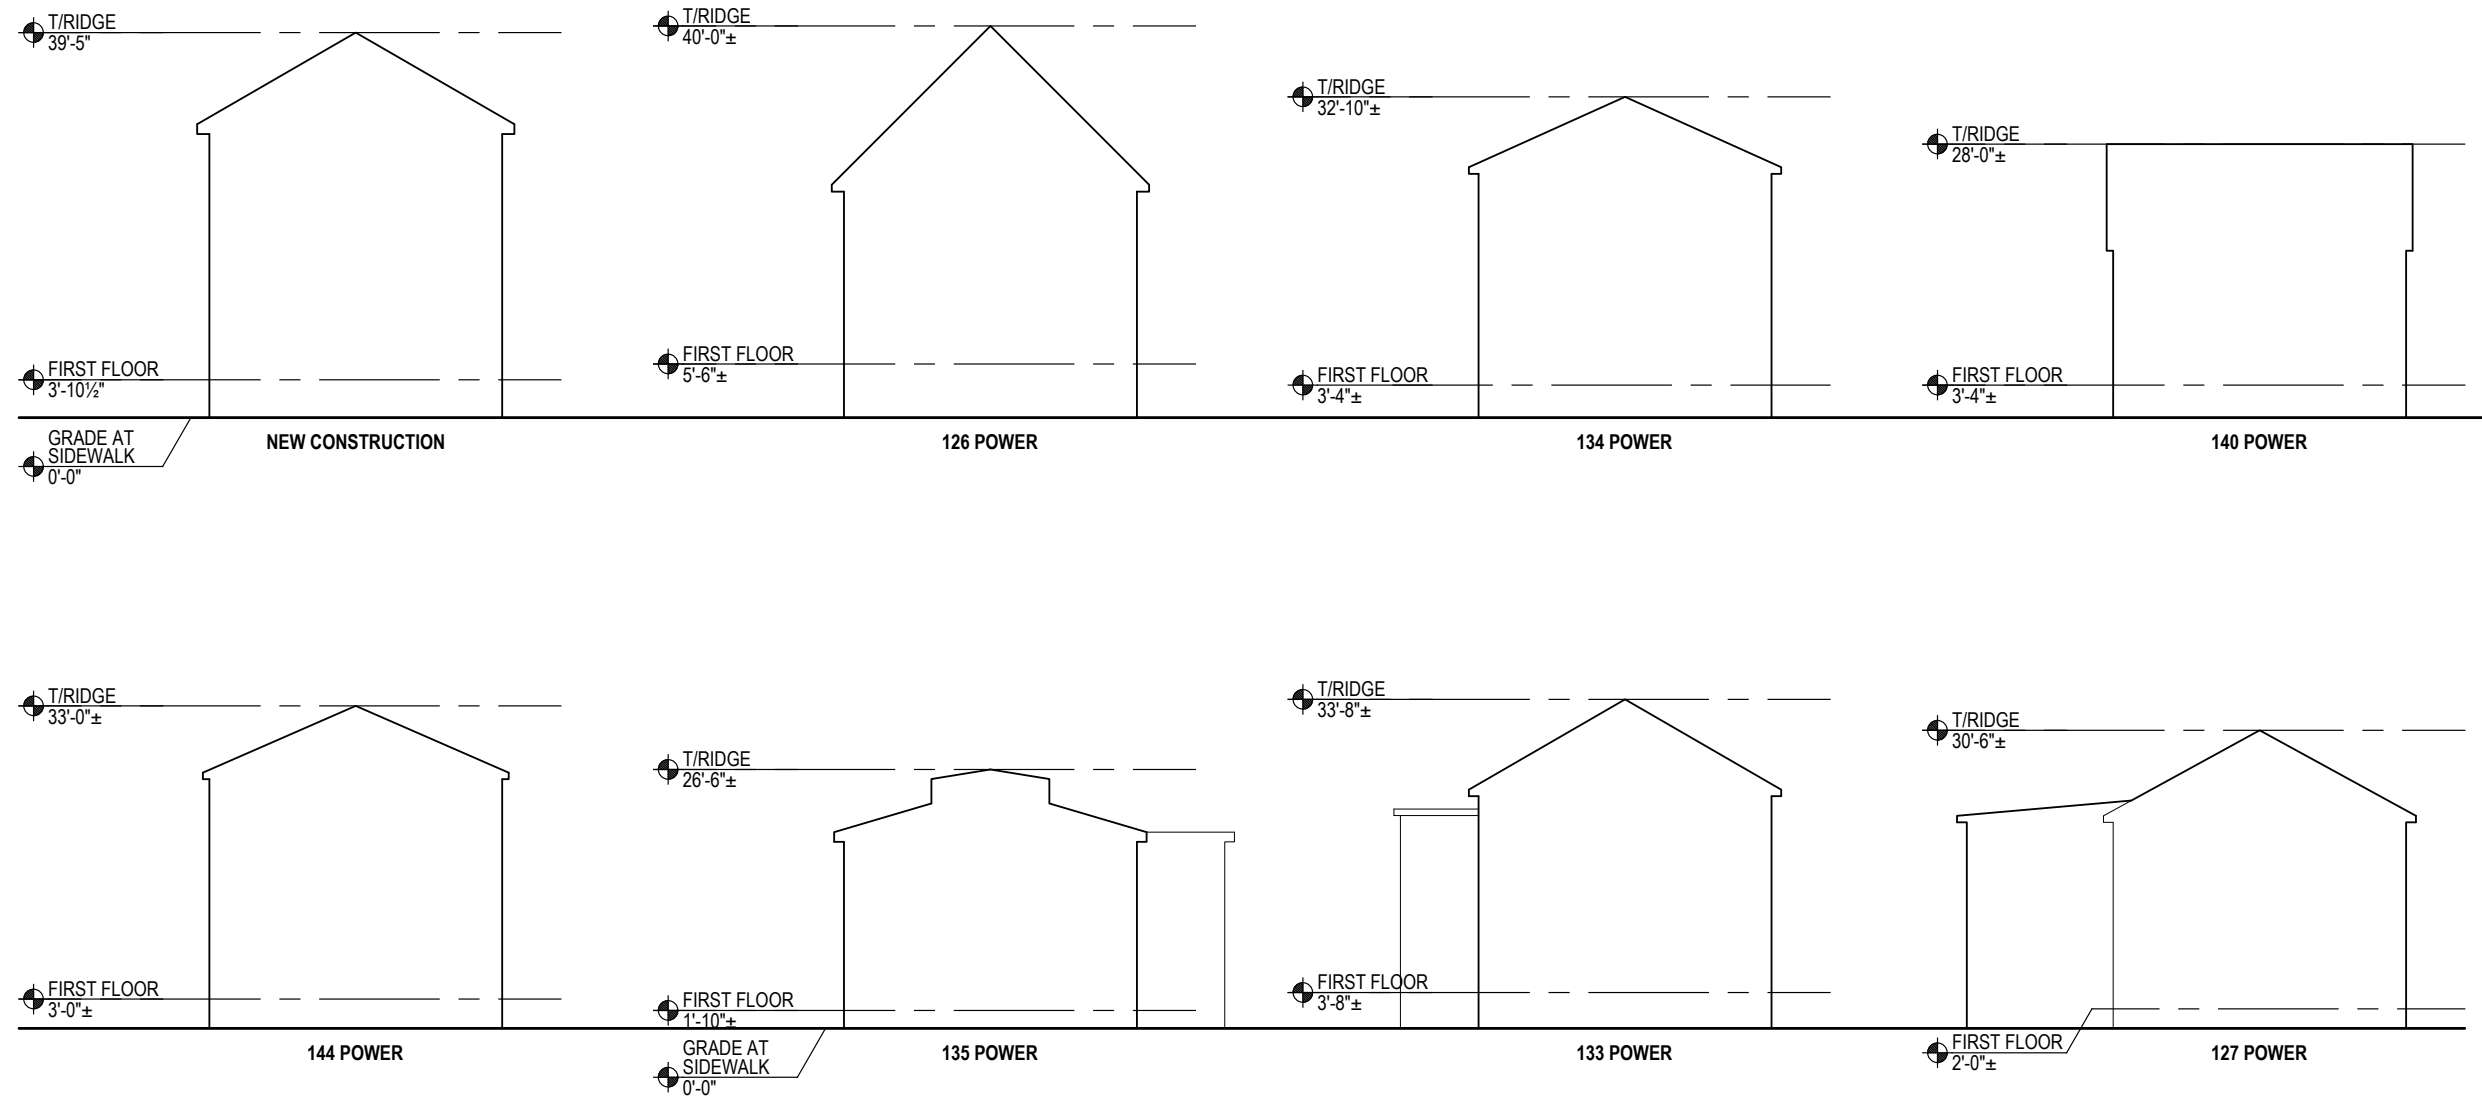 T/RIDGE
39'-5"
FIRST FLOOR
3'-10½"
GRADE AT
SIDEWALK
0'-0"
NEW CONSTRUCTION
T/RIDGE
40'-0"±
FIRST FLOOR
5'-6"±
126 POWER
T/RIDGE
32'-10"±
FIRST FLOOR
3'-4"±
134 POWER
T/RIDGE
28'-0"±
FIRST FLOOR
3'-4"±
140 POWER
T/RIDGE
33'-0"±
FIRST FLOOR
3'-0"±
144 POWER
T/RIDGE
26'-6"±
FIRST FLOOR
1'-10"±
GRADE AT
SIDEWALK
0'-0"
135 POWER
T/RIDGE
33'-8"±
FIRST FLOOR
3'-8"±
133 POWER
T/RIDGE
30'-6"±
FIRST FLOOR
2'-0"±
127 POWER